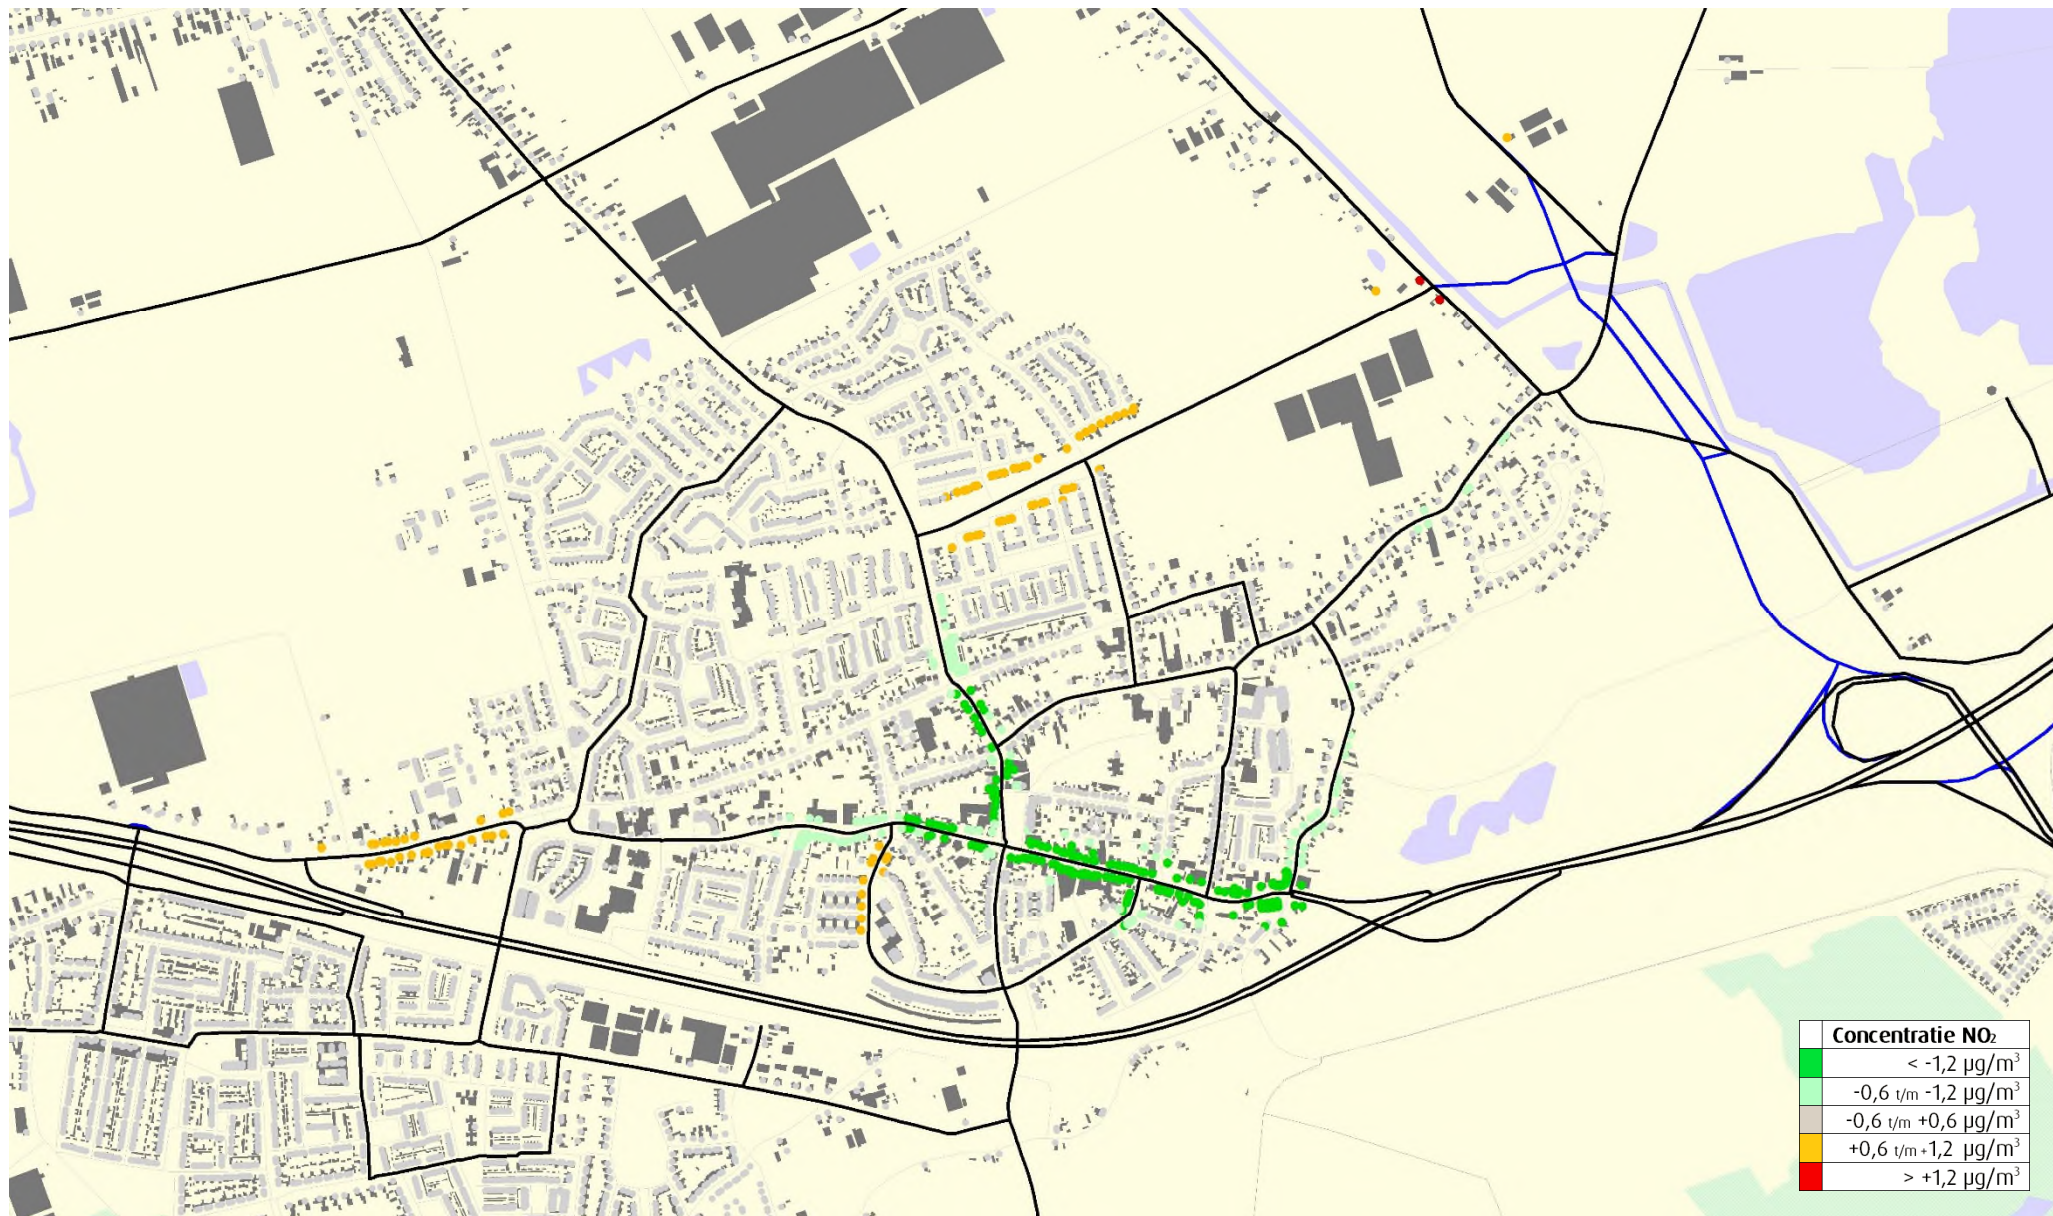 Concentratie NO₂
< -1,2 µg/m³
-0,6 t/m -1,2 µg/m³
-0,6 t/m +0,6 µg/m³
+0,6 t/m +1,2 µg/m³
> +1,2 µg/m³